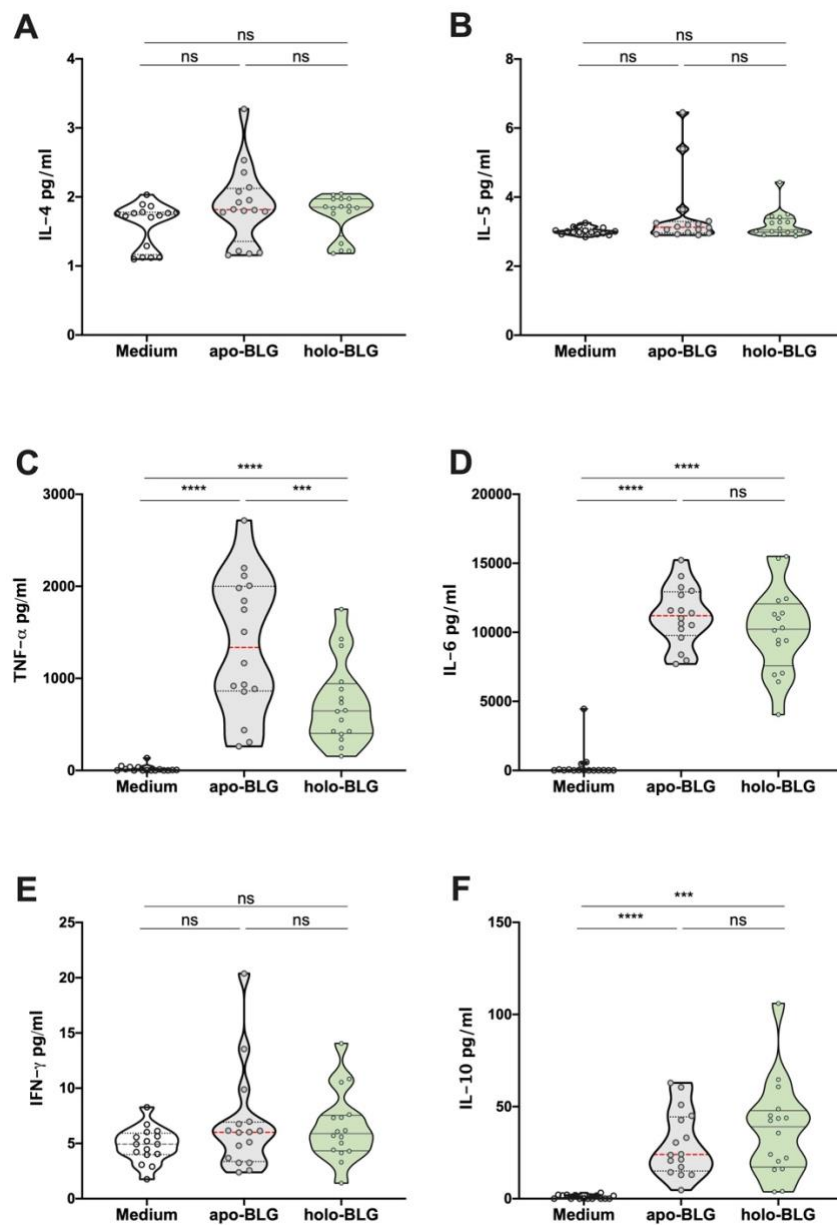 A
B
ns
ns
ns ns
ns ns
4
3
2
1
0
IL-4 pg/ml
Medium apo-BLG holo-BLG
8
6
4
2
0
IL-5 pg/ml
Medium apo-BLG holo-BLG
C
D
****
****
**** ***
**** ns
3000
2000
1000
0
TNF-α pg/ml
Medium apo-BLG holo-BLG
20000
15000
10000
5000
0
IL-6 pg/ml
Medium apo-BLG holo-BLG
E
F
ns
***
ns ns
**** ns
25
20
15
10
5
0
IFN-γ pg/ml
Medium apo-BLG holo-BLG
150
100
50
0
IL-10 pg/ml
Medium apo-BLG holo-BLG